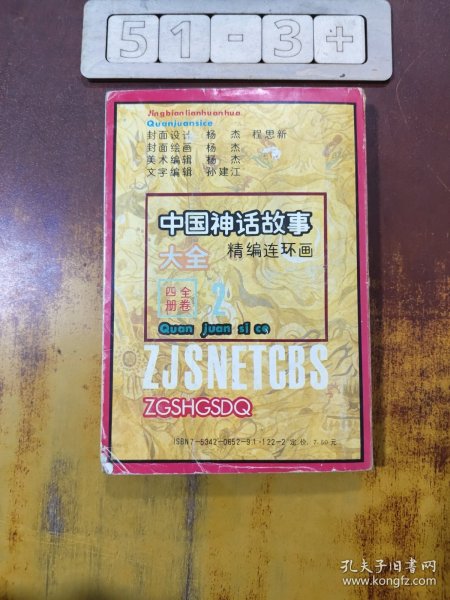 51-3+
Jingbianlianhuanhua
Quanjuansice
封面设计 杨 杰 程思新
封面绘画 杨 杰
美术编辑 杨 杰
文字编辑 孙建江
中国神话故事
大全 精编连环画
四全
册卷 2
Quan juan si ce
ZJSNETCBS
ZGSHGSDQ
ISBN7-5342-0652-9I·122-2 定价: 7.50元
孔夫子旧书网
www.kongfz.com